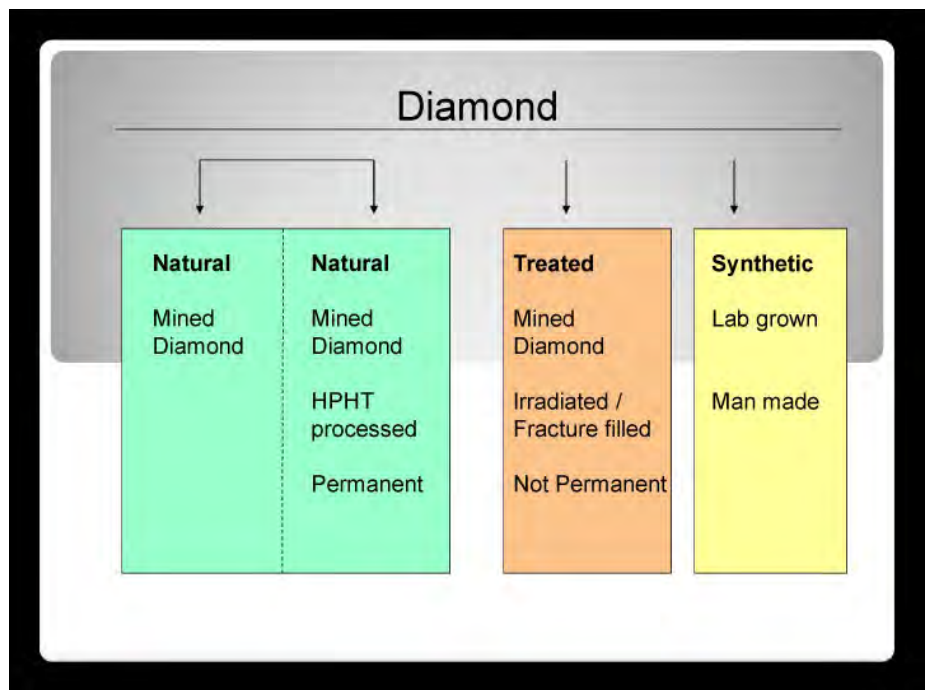 Diamond
Natural
Mined
Diamond
Natural
Mined
Diamond
HPHT
processed
Permanent
Treated
Mined
Diamond
Irradiated /
Fracture filled
Not Permanent
Synthetic
Lab grown
Man made